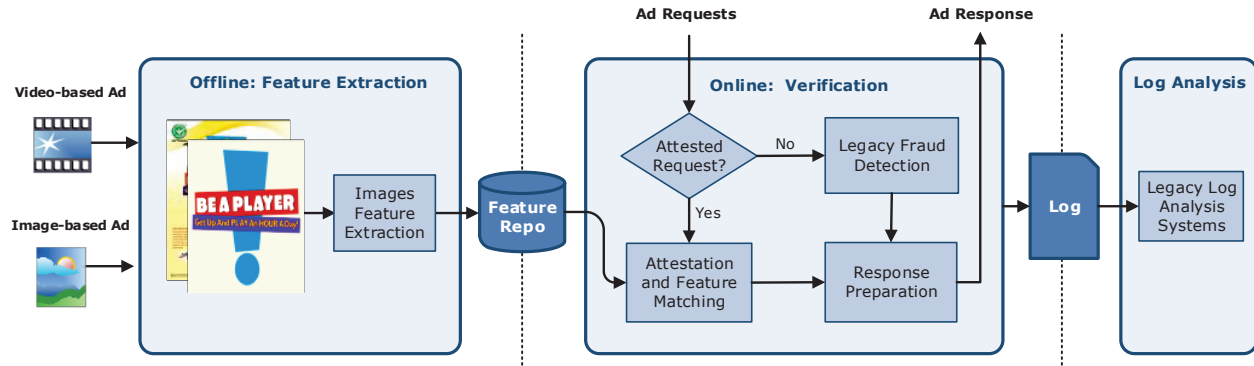 Ad Requests
Ad Response
Offline: Feature Extraction
Online: Verification
Log Analysis
Video-based Ad
Image-based Ad
BE A PLAYER
Get Up And PLAY An HOUR A Day!
Images
Feature
Extraction
Feature
Repo
Attested
Request?
No
Yes
Legacy Fraud
Detection
Attestation
and Feature
Matching
Response
Preparation
Log
Legacy Log
Analysis
Systems